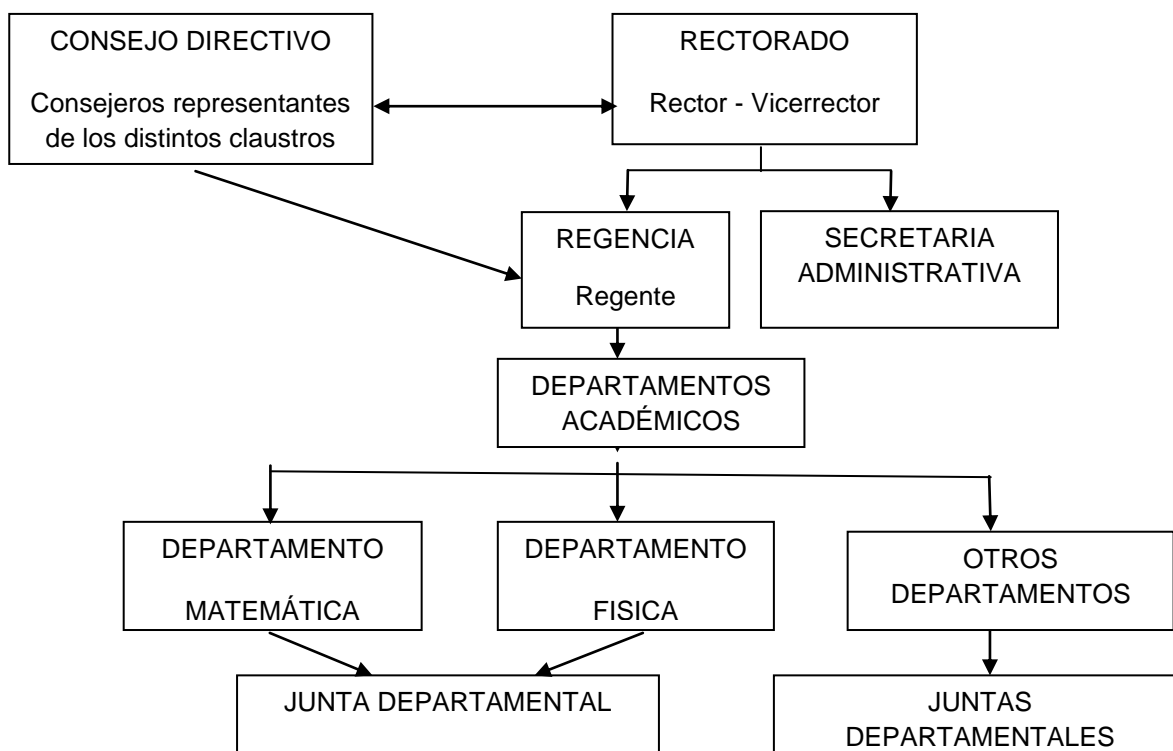 CONSEJO DIRECTIVO
Consejeros representantes
de los distintos claustros
RECTORADO
Rector - Vicerrector
REGENCIA
Regente
SECRETARIA
ADMINISTRATIVA
DEPARTAMENTOS
ACADÉMICOS
DEPARTAMENTO
MATEMÁTICA
DEPARTAMENTO
FISICA
OTROS
DEPARTAMENTOS
JUNTA DEPARTAMENTAL
JUNTAS
DEPARTAMENTALES